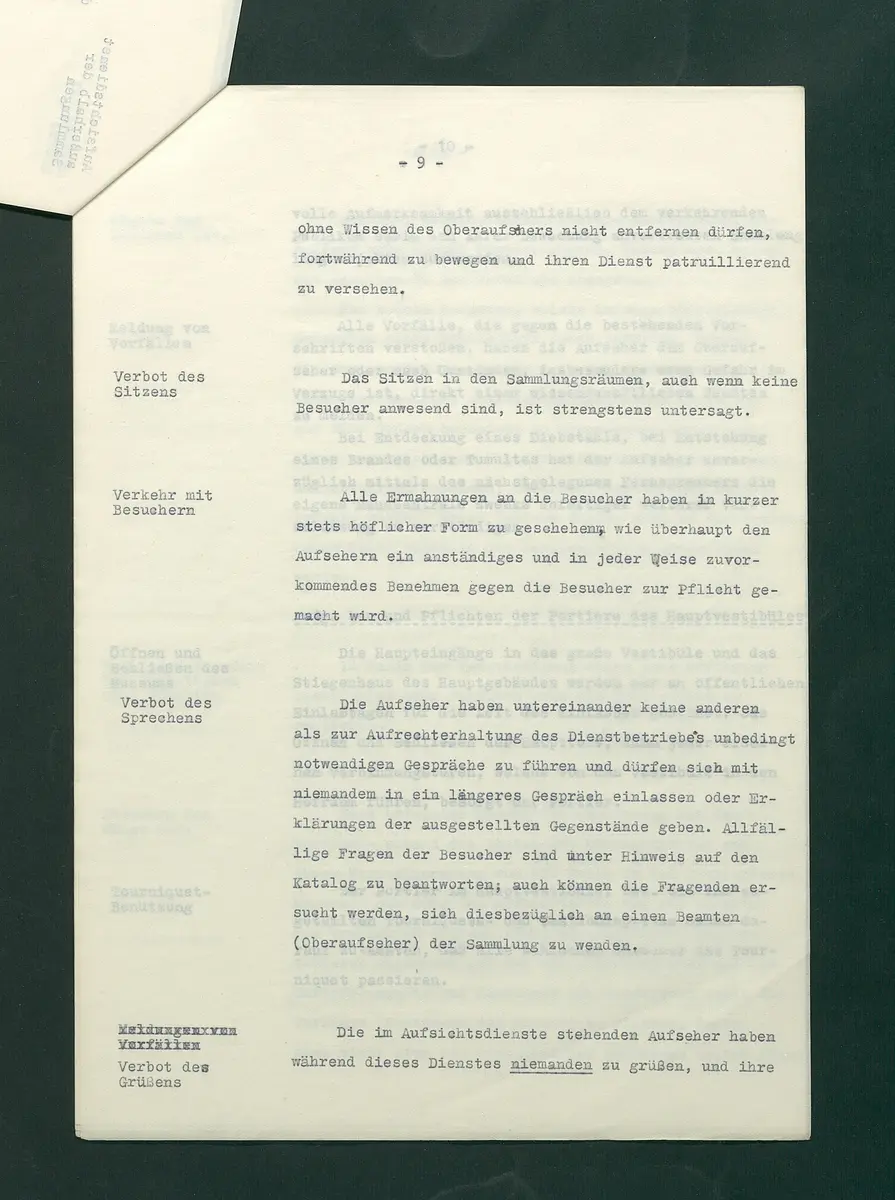 - 9 -
ohne Wissen des Oberaufshers nicht entfernen dürfen,
fortwährend zu bewegen und ihren Dienst patruillierend
zu versehen.
Verbot des
Sitzens
Das Sitzen in den Sammlungsräumen, auch wenn keine
Besucher anwesend sind, ist strengstens untersagt.
Verkehr mit
Besuchern
Alle Ermahnungen an die Besucher haben in kurzer
stets höflicher Form zu geschehen, wie überhaupt den
Aufsehern ein anständiges und in jeder Weise zuvor-
kommendes Benehmen gegen die Besucher zur Pflicht ge-
macht wird.
Verbot des
Sprechens
Die Aufseher haben untereinander keine anderen
als zur Aufrechterhaltung des Dienstbetriebes unbedingt
notwendigen Gespräche zu führen und dürfen sich mit
niemandem in ein längeres Gespräch einlassen oder Er-
klärungen der ausgestellten Gegenstände geben. Allfäl-
lige Fragen der Besucher sind unter Hinweis auf den
Katalog zu beantworten; auch können die Fragenden er-
sucht werden, sich diesbezüglich an einen Beamten
(Oberaufseher) der Sammlung zu wenden.
Meldungen von
Vorfällen
Verbot des
Grüßens
Die im Aufsichtsdienste stehenden Aufseher haben
während dieses Dienstes niemanden zu grüßen, und ihre